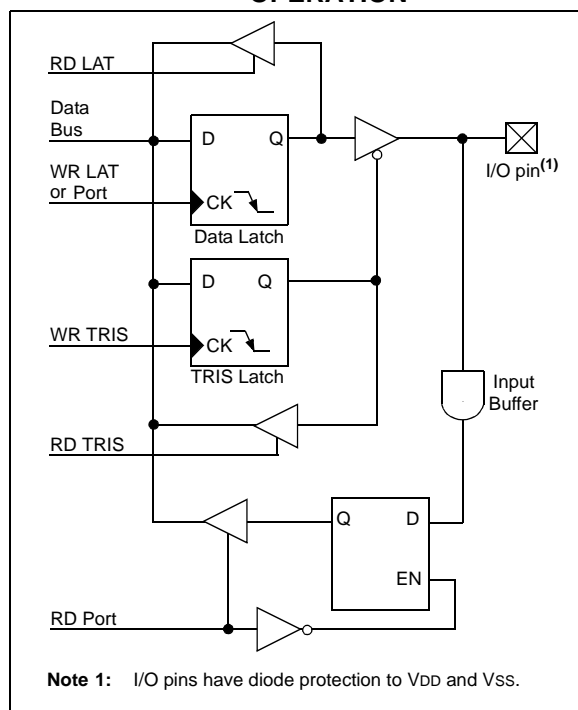 OPERATION
RD LAT
Data
Bus
D Q
WR LAT
or Port
CK
Data Latch
I/O pin(1)
D Q
WR TRIS
CK
TRIS Latch
Input
Buffer
RD TRIS
Q D
EN
RD Port
Note 1: I/O pins have diode protection to VDD and VSS.